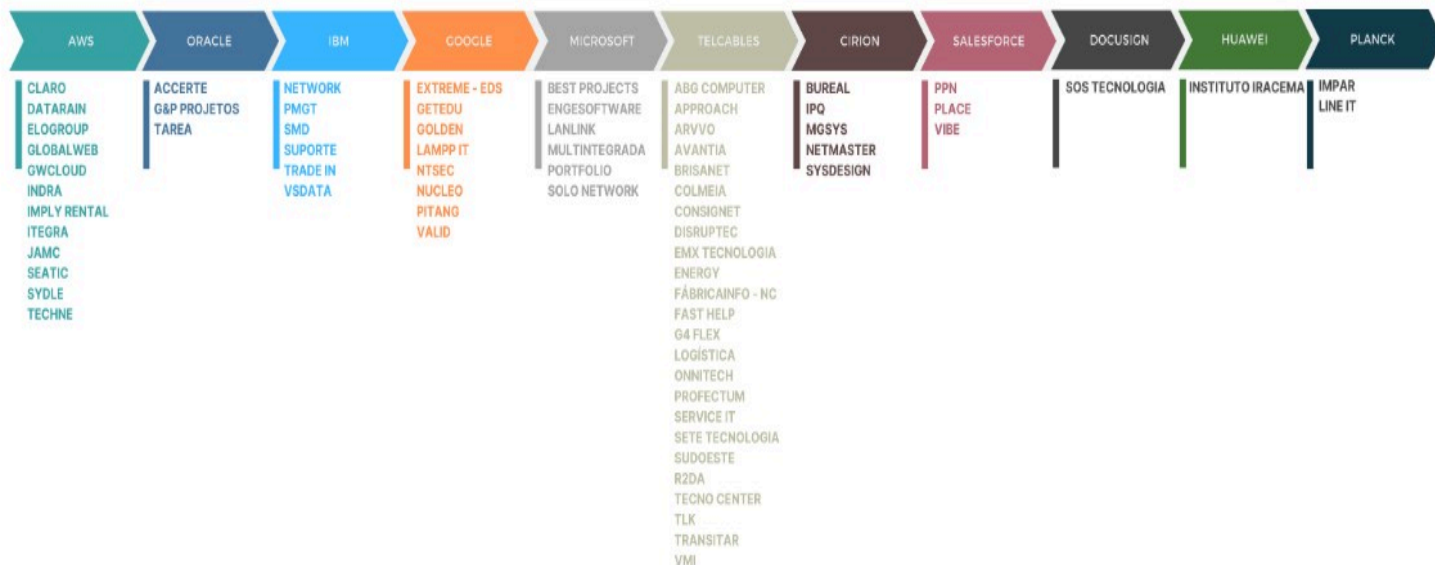 AWS
ORACLE
IBM
GOOGLE
MICROSOFT
TELCABLES
CIRION
SALESFORCE
DOCUSIGN
HUAWEI
PLANCK
CLARO
DATARAIN
ELOGROUP
GLOBALWEB
GWCLOUD
INDRA
IMPLY RENTAL
ITEGRA
JAMC
SEATIC
SYDLE
TECHNE
ACCERTE
G&P PROJETOS
TAREA
NETWORK
PMGT
SMD
SUPORTE
TRADE IN
VSDATA
EXTREME - EDS
GETEDU
GOLDEN
LAMPP IT
NTSEC
NUCLEO
PITANG
VALID
BEST PROJECTS
ENGESOFTWARE
LANLINK
MULTINTEGRADA
PORTFOLIO
SOLO NETWORK
ABG COMPUTER
APPROACH
ARVVO
AVANTIA
BRISANET
COLMEIA
CONSIGNET
DISRUPTEC
EMX TECNOLOGIA
ENERGY
FÁBRICAINFO - NC
FAST HELP
G4 FLEX
LOGÍSTICA
ONNITECH
PROFECTUM
SERVICE IT
SETE TECNOLOGIA
SUDOESTE
R2DA
TECNO CENTER
TLK
TRANSITAR
VMI
BUREAL
IPQ
MGSYS
NETMASTER
SYSDESIGN
PPN
PLACE
VIBE
SOS TECNOLOGIA
INSTITUTO IRACEMA
IMPAR
LINE IT